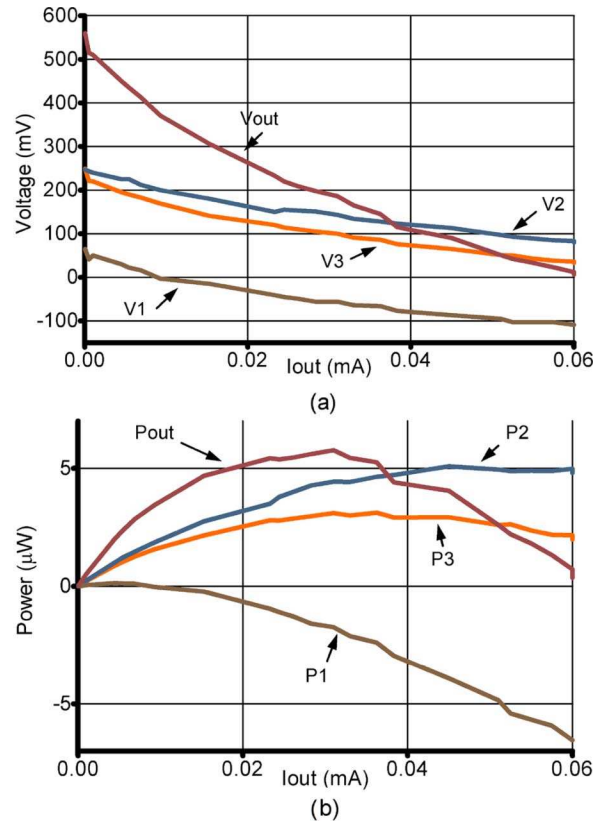 600
500
400
300
200
100
0
-100
Voltage (mV)
Vout
V2
V3
V1
0.00
0.02
0.04
0.06
Iout (mA)
(a)
Pout
P2
P3
P1
5
0
-5
Power (μW)
0.00
0.02
0.04
0.06
Iout (mA)
(b)